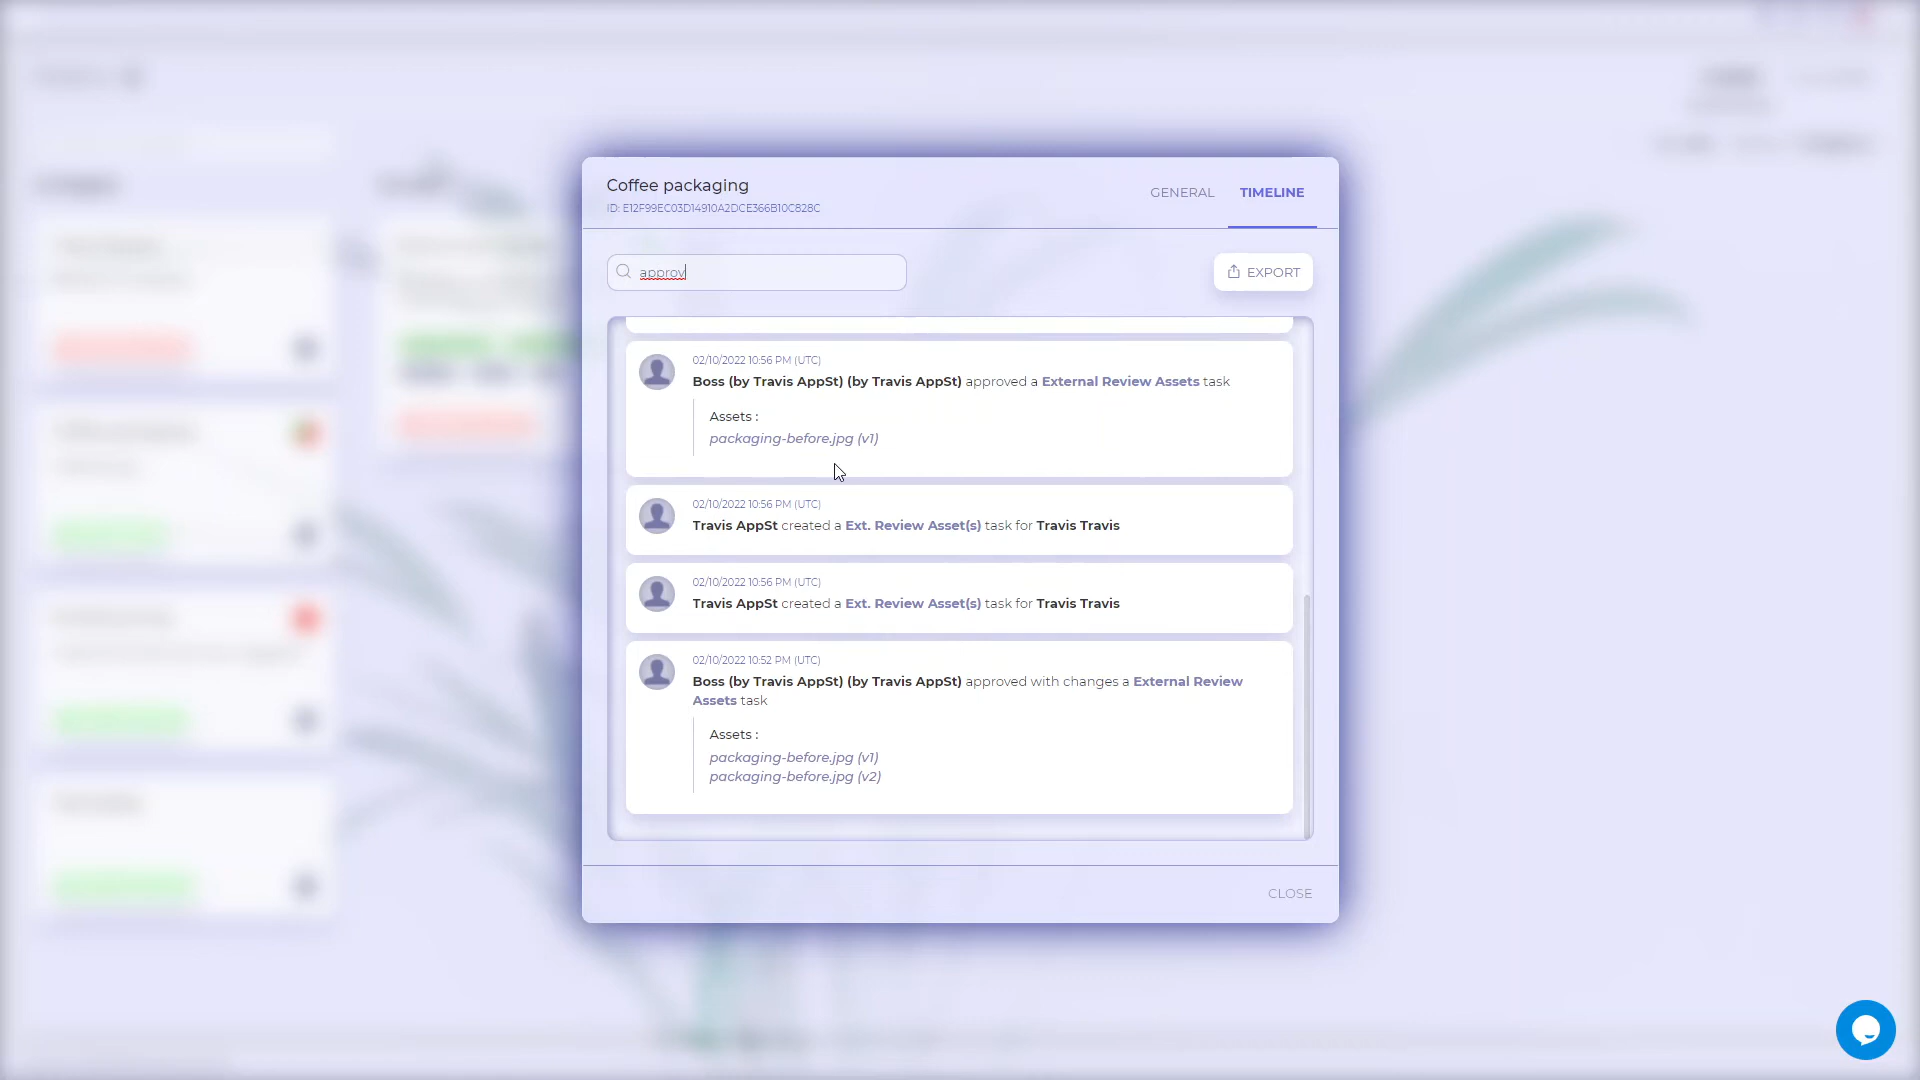 Coffee packaging
ID: E12F99EC03D14910A2DCE366B10C828C
GENERAL
TIMELINE
approv
EXPORT
02/10/2022 10:56 PM (UTC)
Boss (by Travis AppSt) (by Travis AppSt) approved a External Review Assets task
Assets :
packaging-before.jpg (v1)
02/10/2022 10:56 PM (UTC)
Travis AppSt created a Ext. Review Asset(s) task for Travis Travis
02/10/2022 10:56 PM (UTC)
Travis AppSt created a Ext. Review Asset(s) task for Travis Travis
02/10/2022 10:52 PM (UTC)
Boss (by Travis AppSt) (by Travis AppSt) approved with changes a External Review
Assets task
Assets :
packaging-before.jpg (v1)
packaging-before.jpg (v2)
CLOSE